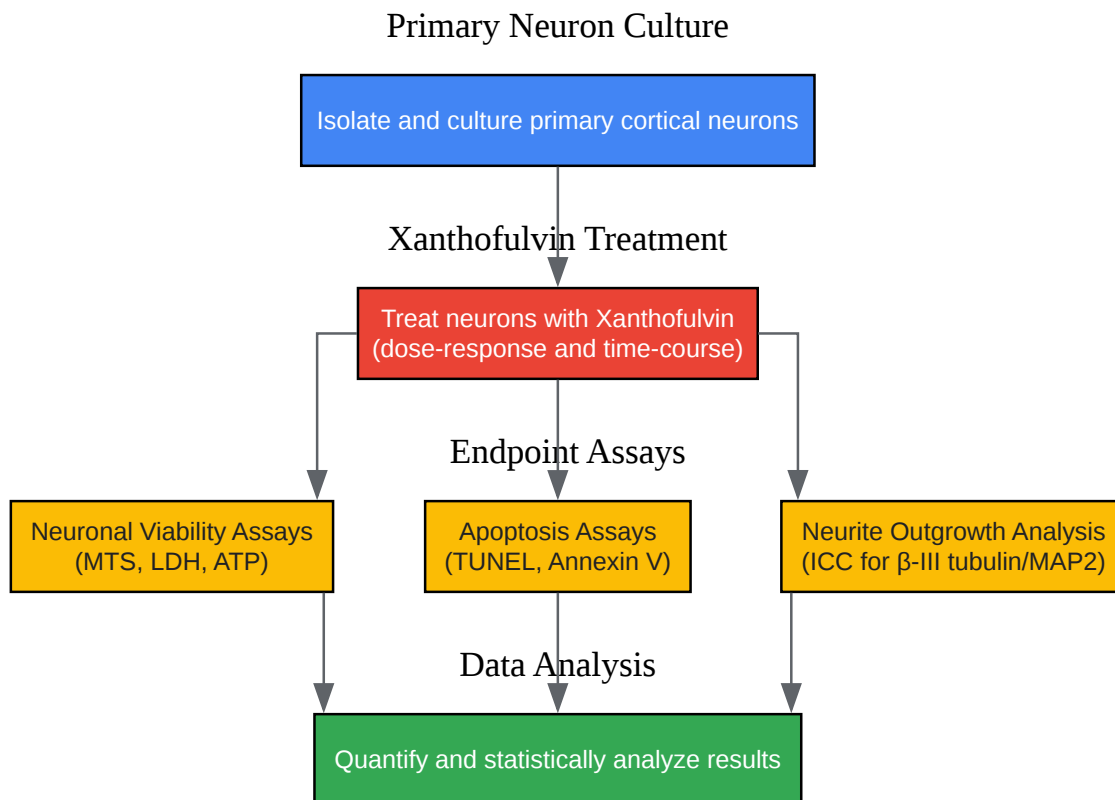 Primary Neuron Culture
Isolate and culture primary cortical neurons
Xanthofulvin Treatment
Treat neurons with Xanthofulvin
(dose-response and time-course)
Endpoint Assays
Neuronal Viability Assays
(MTS, LDH, ATP)
Apoptosis Assays
(TUNEL, Annexin V)
Neurite Outgrowth Analysis
(ICC for β-III tubulin/MAP2)
Data Analysis
Quantify and statistically analyze results